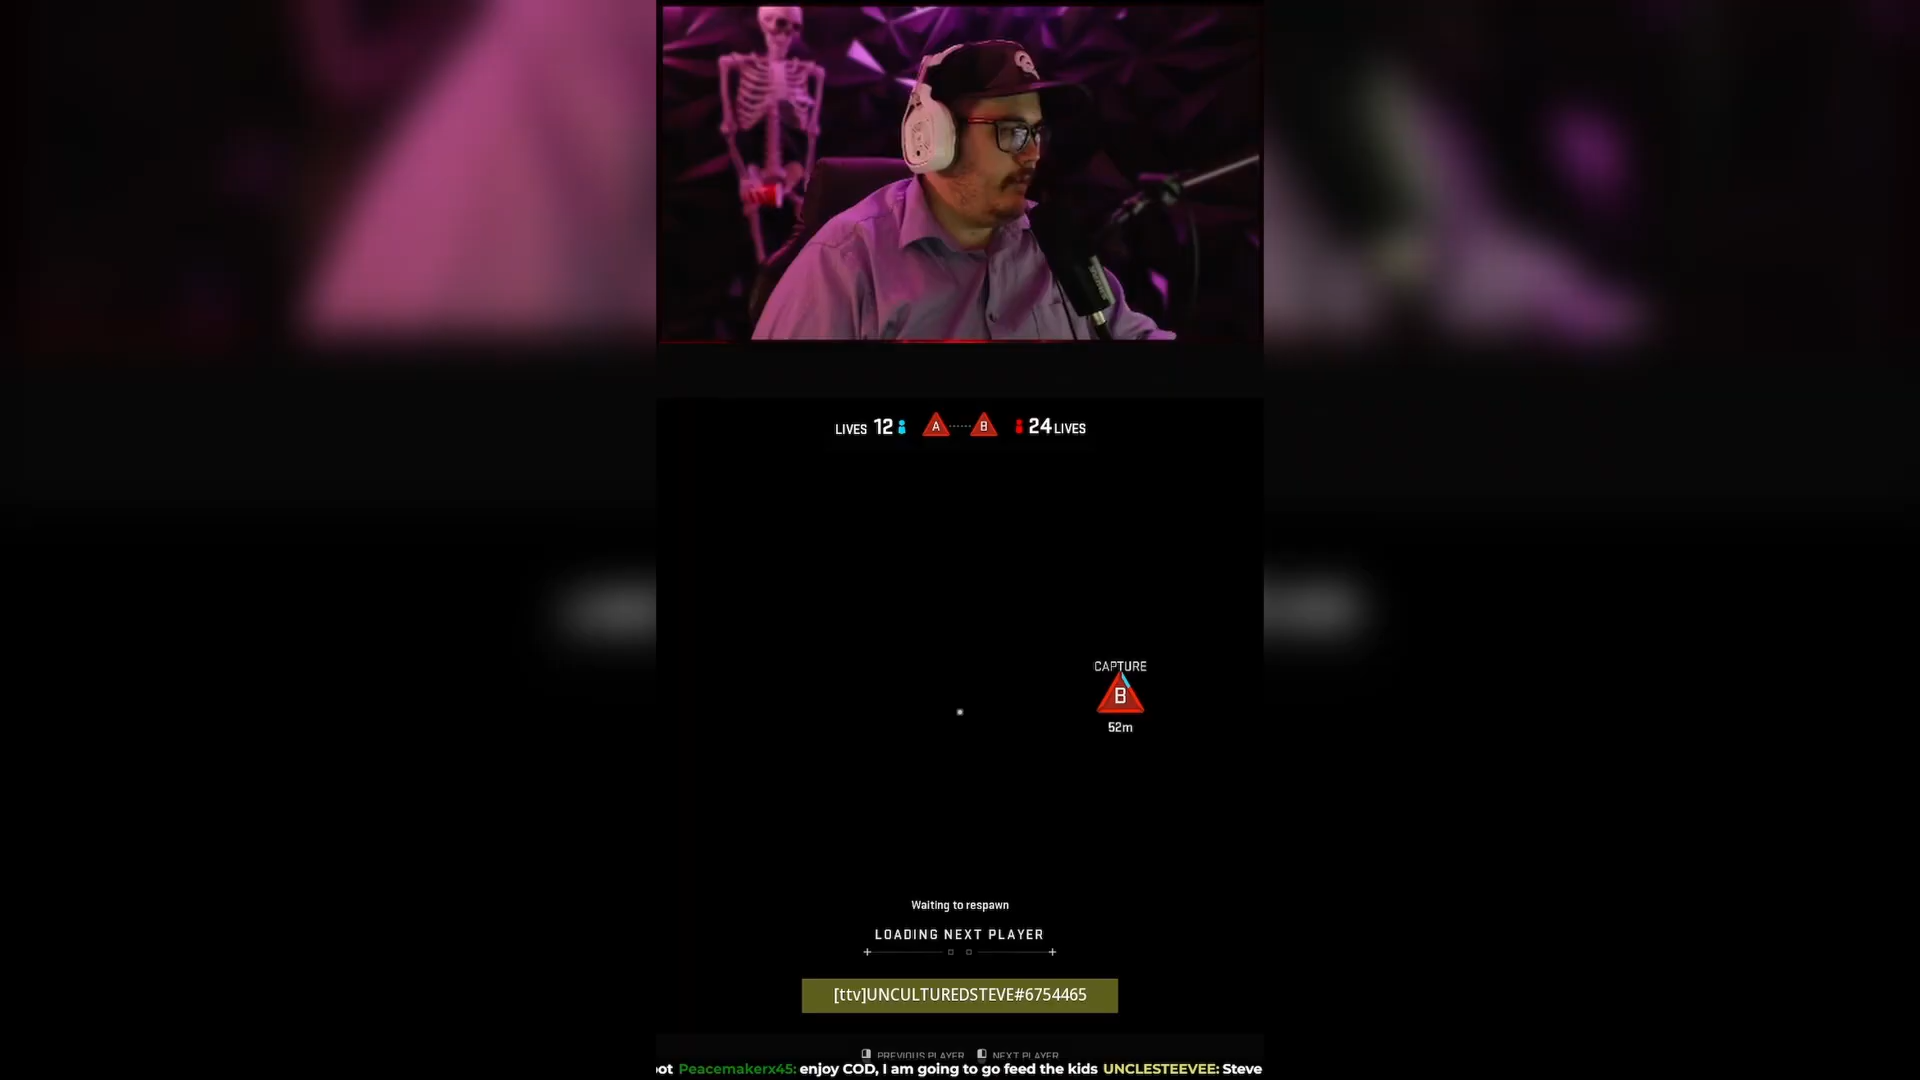 LIVES 12 A B 24 LIVES
CAPTURE
B
52m
Waiting to respawn
LOADING NEXT PLAYER
[ttv]UNCULTUREDSTEVE#6754465
PREVIOUS PLAYER NEXT PLAYER
ot Peacemakerx45: enjoy COD, I am going to go feed the kids UNCLESTEEVEE: Steve